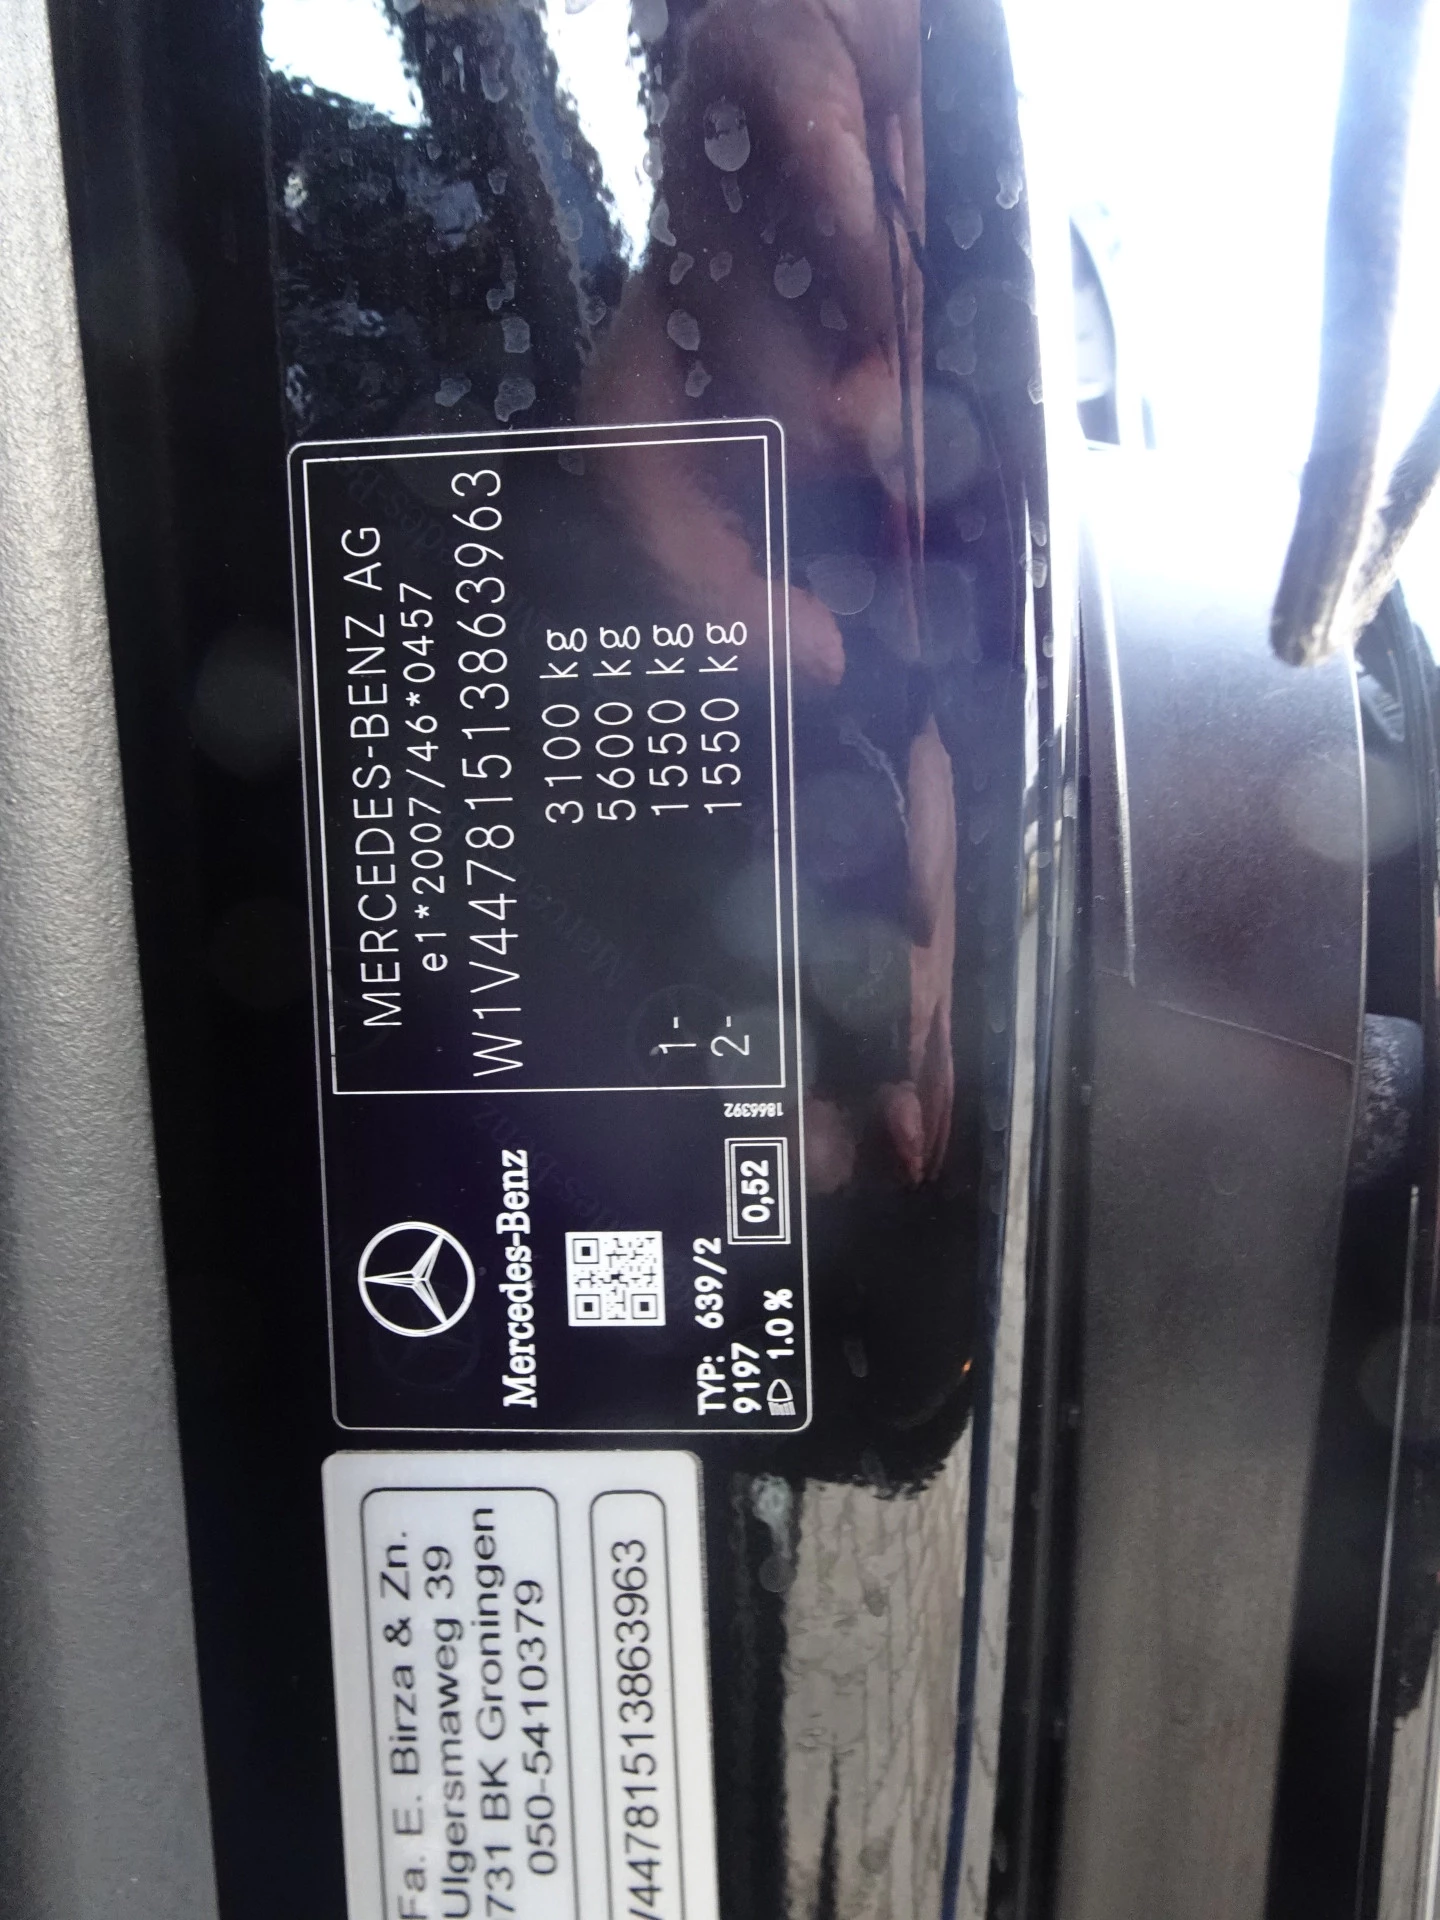 MERCEDES-BENZ AG
e1*2007/46*0457
W1V44781513863963
3100 kg
5600 kg
1- 1550 kg
2- 1550 kg
Mercedes-Benz
TYP: 639/2
9197
1.0%
0,52
1866392
Fa. E. Birza & Zn.
Ulgersmaweg 39
731 BK Groningen
050-5410379
V44781513863963